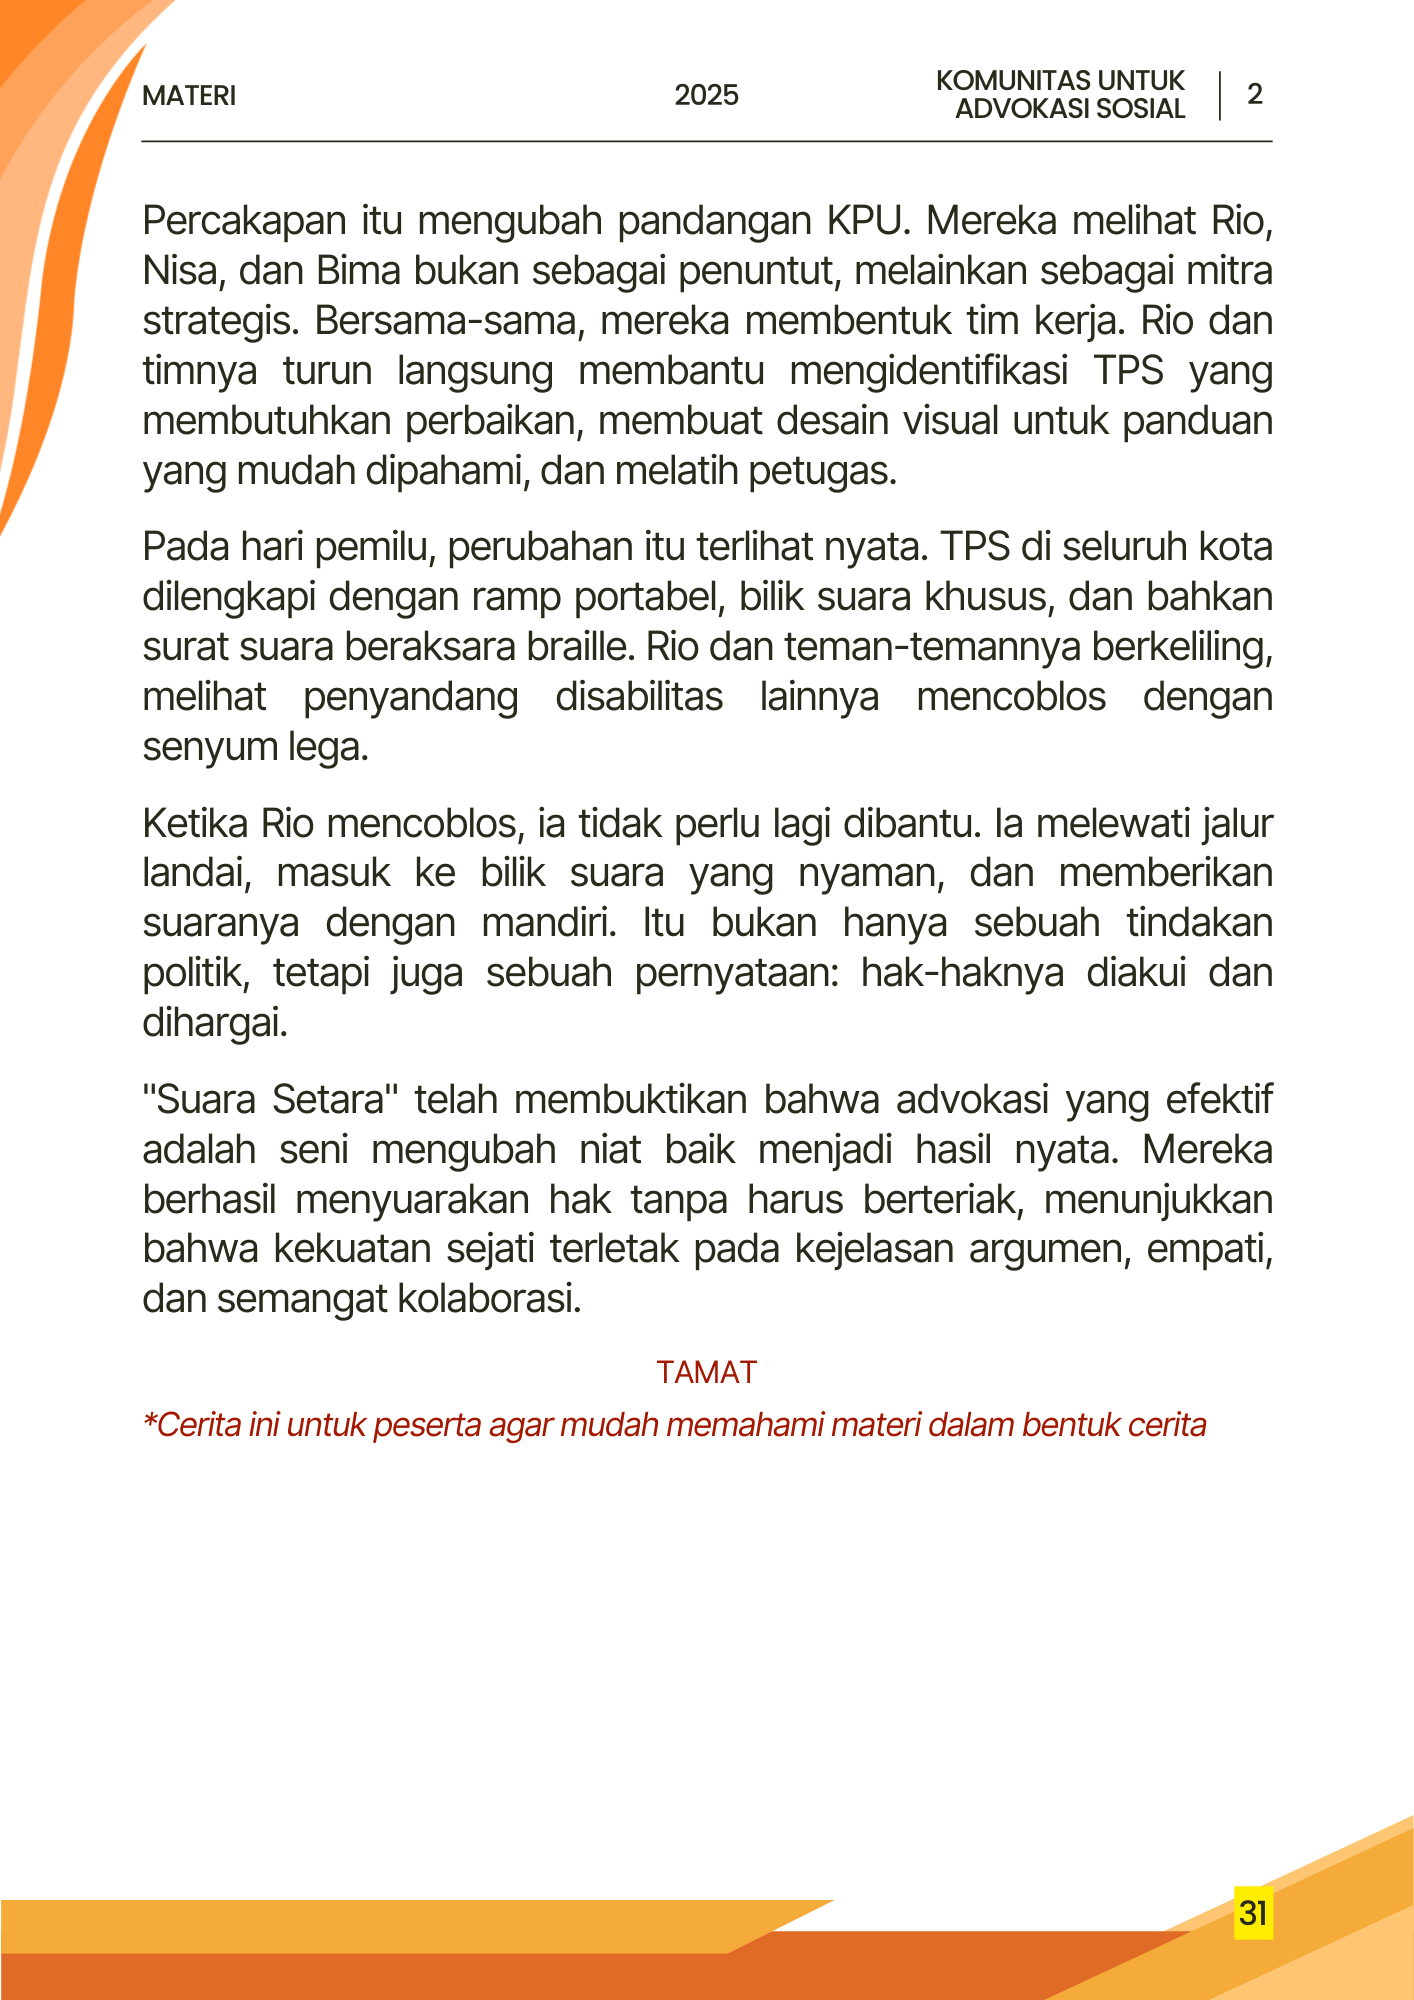 MATERI
2025
KOMUNITAS UNTUK
ADVOKASI SOSIAL
2
Percakapan itu mengubah pandangan KPU. Mereka melihat Rio,
Nisa, dan Bima bukan sebagai penuntut, melainkan sebagai mitra
strategis. Bersama-sama, mereka membentuk tim kerja. Rio dan
timnya turun langsung membantu mengidentifikasi TPS yang
membutuhkan perbaikan, membuat desain visual untuk panduan
yang mudah dipahami, dan melatih petugas.
Pada hari pemilu, perubahan itu terlihat nyata. TPS di seluruh kota
dilengkapi dengan ramp portabel, bilik suara khusus, dan bahkan
surat suara beraksara braille. Rio dan teman-temannya berkeliling,
melihat penyandang disabilitas lainnya mencoblos dengan
senyum lega.
Ketika Rio mencoblos, ia tidak perlu lagi dibantu. Ia melewati jalur
landai, masuk ke bilik suara yang nyaman, dan memberikan
suaranya dengan mandiri. Itu bukan hanya sebuah tindakan
politik, tetapi juga sebuah pernyataan: hak-haknya diakui dan
dihargai.
"Suara Setara" telah membuktikan bahwa advokasi yang efektif
adalah seni mengubah niat baik menjadi hasil nyata. Mereka
berhasil menyuarakan hak tanpa harus berteriak, menunjukkan
bahwa kekuatan sejati terletak pada kejelasan argumen, empati,
dan semangat kolaborasi.
TAMAT
*Cerita ini untuk peserta agar mudah memahami materi dalam bentuk cerita
31